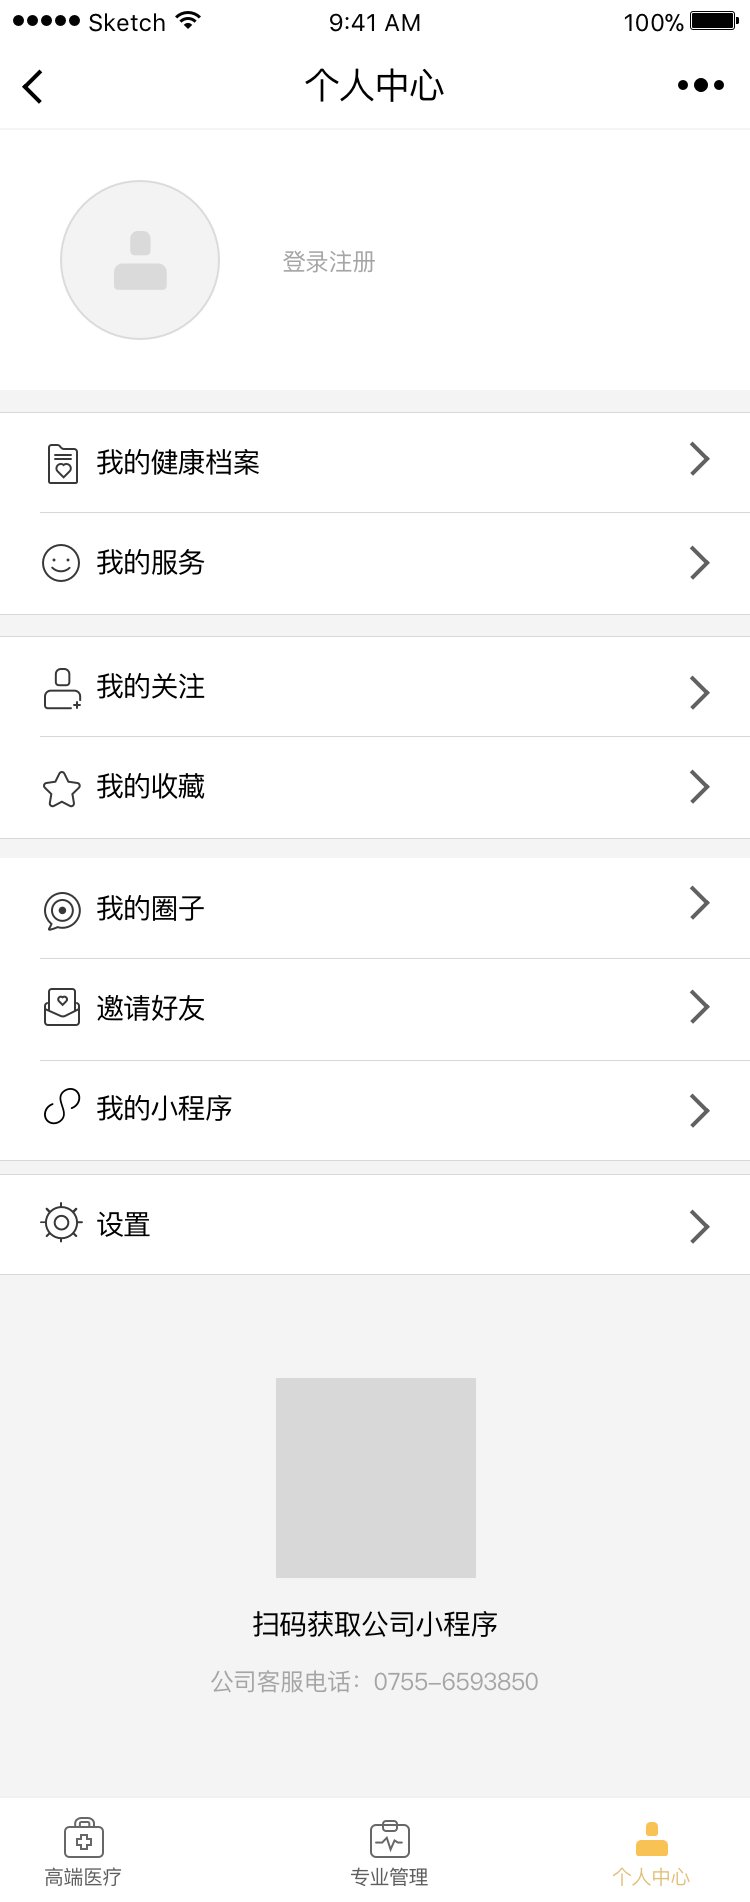 Sketch 9:41 AM 100%
个人中心
登录注册
我的健康档案
我的服务
我的关注
我的收藏
我的圈子
邀请好友
我的小程序
设置
扫码获取公司小程序
公司客服电话：0755-6593850
高端医疗 专业管理 个人中心